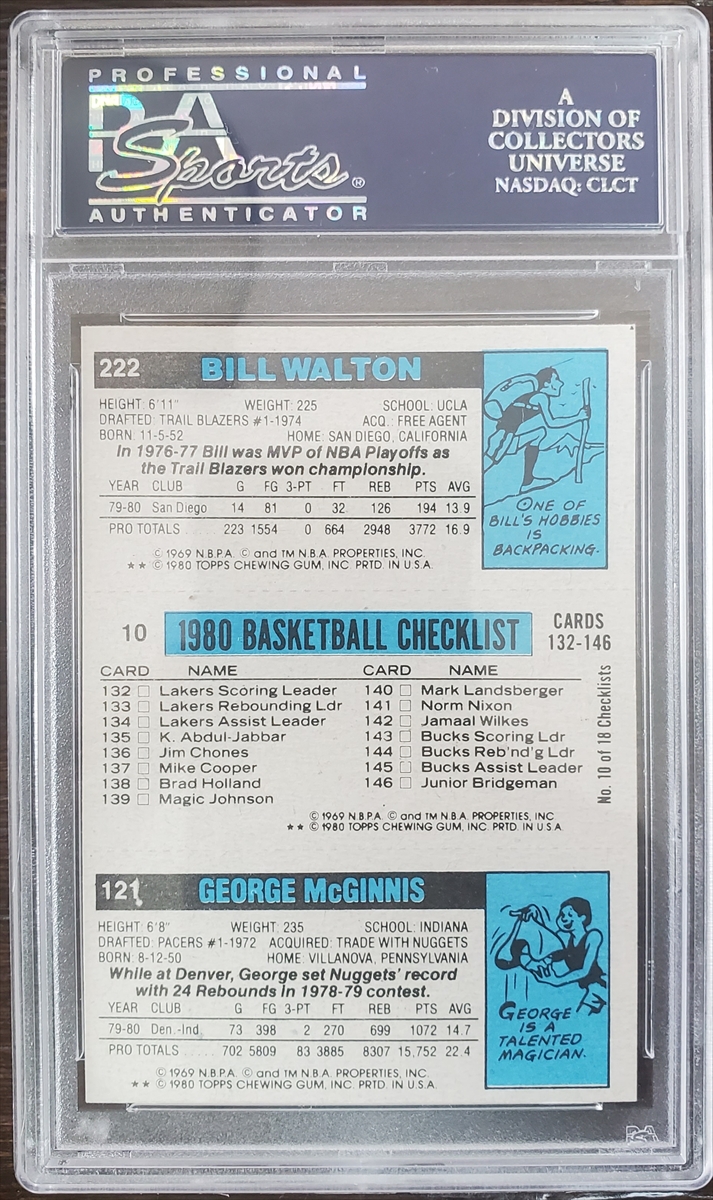 PROFESSIONAL
PSA
Sports®
AUTHENTICATOR
A
DIVISION OF
COLLECTORS
UNIVERSE
NASDAQ: CLCT
222 BILL WALTON
HEIGHT: 6'11" WEIGHT: 225 SCHOOL: UCLA
DRAFTED: TRAIL BLAZERS #1-1974 ACQ.: FREE AGENT
BORN: 11-5-52 HOME: SAN DIEGO, CALIFORNIA
In 1976-77 Bill was MVP of NBA Playoffs as
the Trail Blazers won championship.
YEAR CLUB G FG 3-PT FT REB PTS AVG
79-80 San Diego 14 81 0 32 126 194 13.9
PRO TOTALS ..... 223 1554 0 664 2948 3772 16.9
© 1969 N.B.P.A. © and TM N.B.A. PROPERTIES, INC.
★★ © 1980 TOPPS CHEWING GUM, INC. PRTD. IN U.S.A.
ONE OF
BILL'S HOBBIES
IS
BACKPACKING.
10 1980 BASKETBALL CHECKLIST CARDS
132-146
CARD NAME
132 □ Lakers Scoring Leader
133 □ Lakers Rebounding Ldr
134 □ Lakers Assist Leader
135 □ K. Abdul-Jabbar
136 □ Jim Chones
137 □ Mike Cooper
138 □ Brad Holland
139 □ Magic Johnson
CARD NAME
140 □ Mark Landsberger
141 □ Norm Nixon
142 □ Jamaal Wilkes
143 □ Bucks Scoring Ldr
144 □ Bucks Reb'nd'g Ldr
145 □ Bucks Assist Leader
146 □ Junior Bridgeman
No. 10 of 18 Checklists
© 1969 N.B.P.A. © and TM N.B.A. PROPERTIES, INC
★★ © 1980 TOPPS CHEWING GUM, INC. PRTD. IN U.S.A.
121 GEORGE McGINNIS
HEIGHT: 6'8" WEIGHT: 235 SCHOOL: INDIANA
DRAFTED: PACERS #1-1972 ACQUIRED: TRADE WITH NUGGETS
BORN: 8-12-50 HOME: VILLANOVA, PENNSYLVANIA
While at Denver, George set Nuggets' record
with 24 Rebounds in 1978-79 contest.
YEAR CLUB G FG 3-PT FT REB PTS AVG
79-80 Den.-Ind. 73 398 2 270 699 1072 14.7
PRO TOTALS ..... 702 5809 83 3885 8307 15,752 22.4
© 1969 N.B.P.A. © and TM N.B.A. PROPERTIES, INC.
★★ © 1980 TOPPS CHEWING GUM, INC. PRTD. IN U.S.A.
GEORGE
IS A
TALENTED
MAGICIAN.
PSA